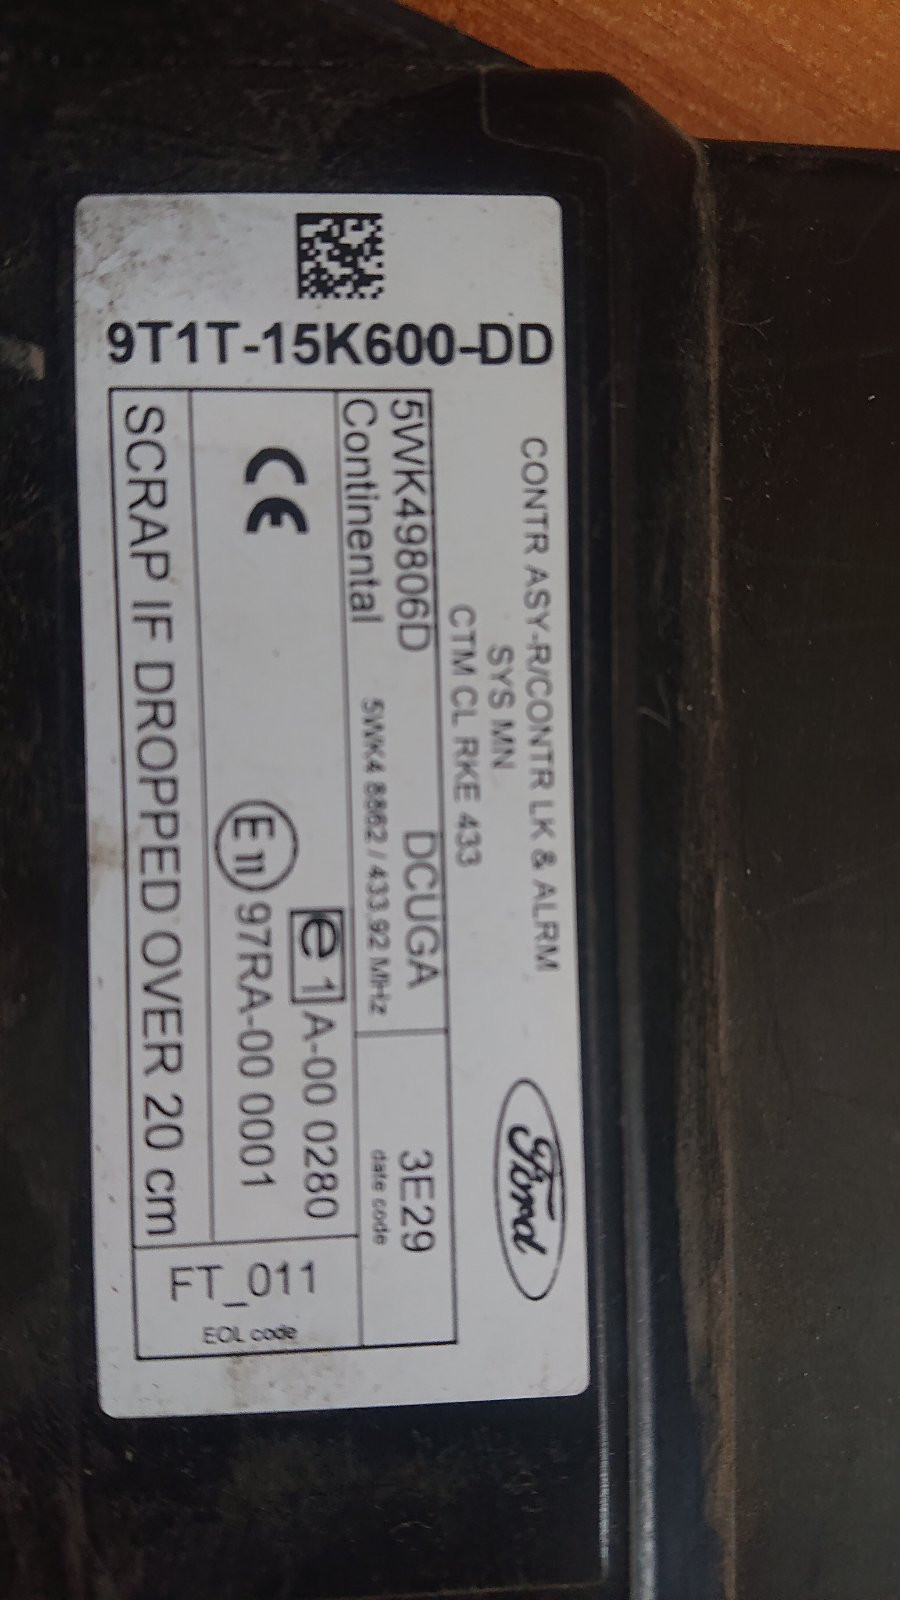 9T1T-15K600-DD
CONTR ASY-R/CONTR LK & ALRM
SYS MN
CTM CL RKE 433
Ford
5WK49806D DCUGA 3E29
Continental 5WK4 8862 / 433.92 MHz date code
CE
e 1 A-00 0280
E 11 97RA-00 0001
SCRAP IF DROPPED OVER 20 cm
ET_011
EOL code